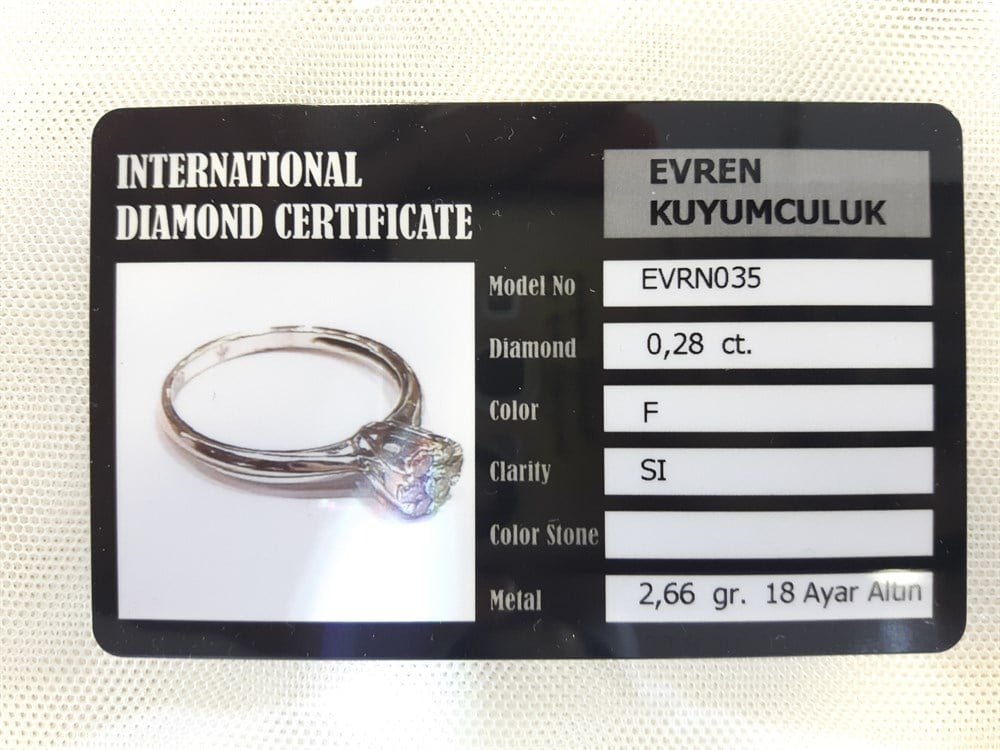 INTERNATIONAL
DIAMOND CERTIFICATE
EVREN
KUYUMCULUK
Model No EVRN035
Diamond 0,28 ct.
Color F
Clarity SI
Color Stone
Metal 2,66 gr. 18 Ayar Altın